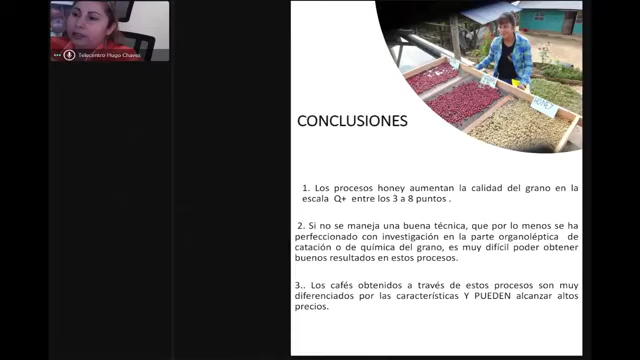 Telecentro Hugo Chaves
HONEY
CONCLUSIONES
1. Los procesos honey aumentan la calidad del grano en la
escala Q+ entre los 3 a 8 puntos .
2. Si no se maneja una buena técnica, que por lo menos se ha
perfeccionado con investigación en la parte organoléptica de
catación o de química del grano, es muy difícil poder obtener
buenos resultados en estos procesos.
3.. Los cafés obtenidos a través de estos procesos son muy
diferenciados por las características Y PUEDEN alcanzar altos
precios.